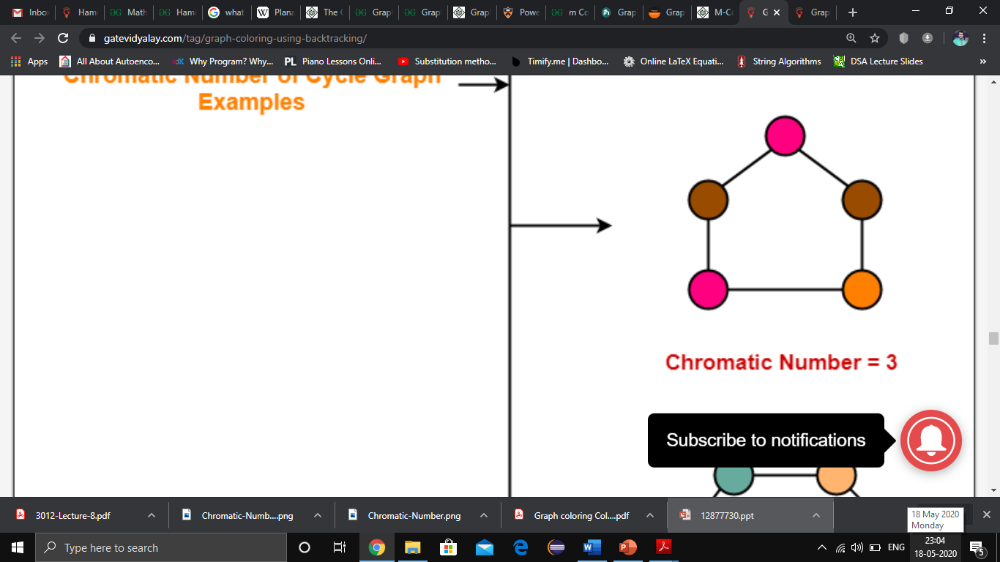 Inbo
Hami
Math
Hami
what
Plana
The C
Grap
Grap
Grap
Powe
m Co
Grap
Grap
M-Co
G
Grap
gatevidyalay.com/tag/graph-coloring-using-backtracking/
Apps
All About Autoenco...
Why Program? Why...
PL Piano Lessons Onli...
Substitution metho...
Timify.me | Dashbo...
Online LaTeX Equati...
String Algorithms
DSA Lecture Slides
»
Chromatic Number of Cycle Graph
Examples
Chromatic Number = 3
Subscribe to notifications
3012-Lecture-8.pdf
Chromatic-Numb....png
Chromatic-Number.png
Graph coloring Col....pdf
12877730.ppt
18 May 2020
Monday
Type here to search
ENG
23:04
18-05-2020
5